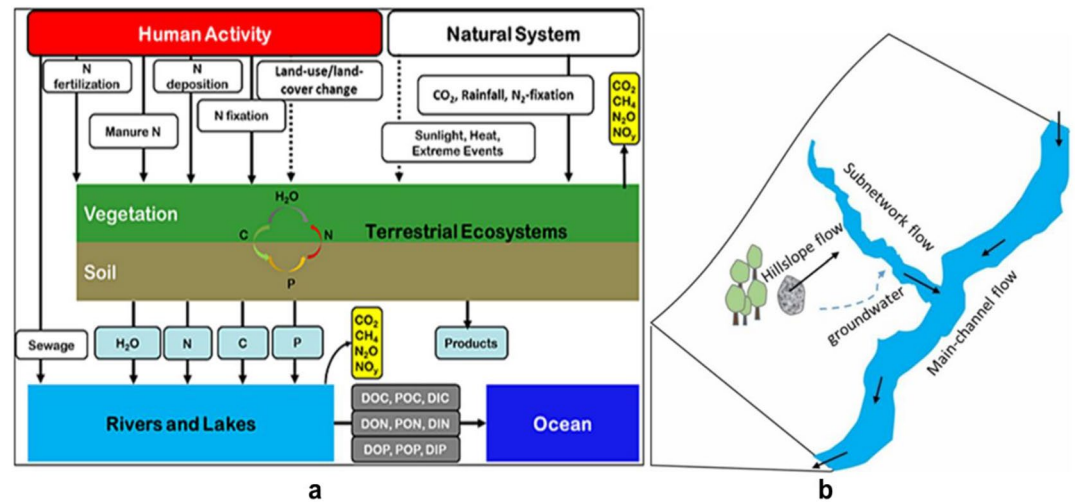 Human Activity
Natural System
N
fertilization
N
deposition
Land-use/land-
cover change
Manure N
N fixation
CO₂, Rainfall, N₂-fixation
Sunlight, Heat,
Extreme Events
CO₂
CH₄
N₂O
NOᵧ
Vegetation
Soil
H₂O
C
N
P
Terrestrial Ecosystems
Sewage
H₂O
N
C
P
CO₂
CH₄
N₂O
NOᵧ
Products
Rivers and Lakes
DOC, POC, DIC
DON, PON, DIN
DOP, POP, DIP
Ocean
a
Subnetwork flow
Hillslope flow
groundwater
Main-channel flow
b